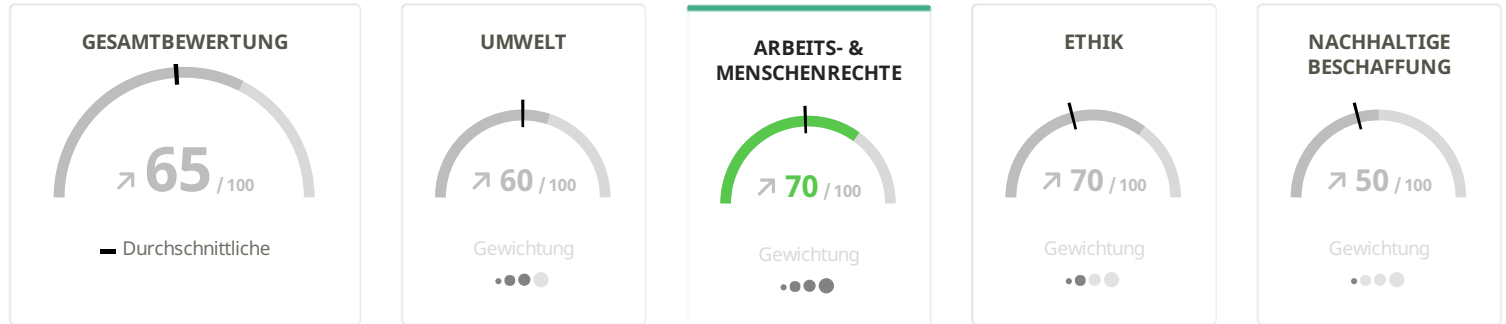 GESAMTBEWERTUNG
65 / 100
Durchschnittliche
UMWELT
60 / 100
Gewichtung
ARBEITS- &
MENSCHENRECHTE
70 / 100
Gewichtung
ETHIK
70 / 100
Gewichtung
NACHHALTIGE
BESCHAFFUNG
50 / 100
Gewichtung